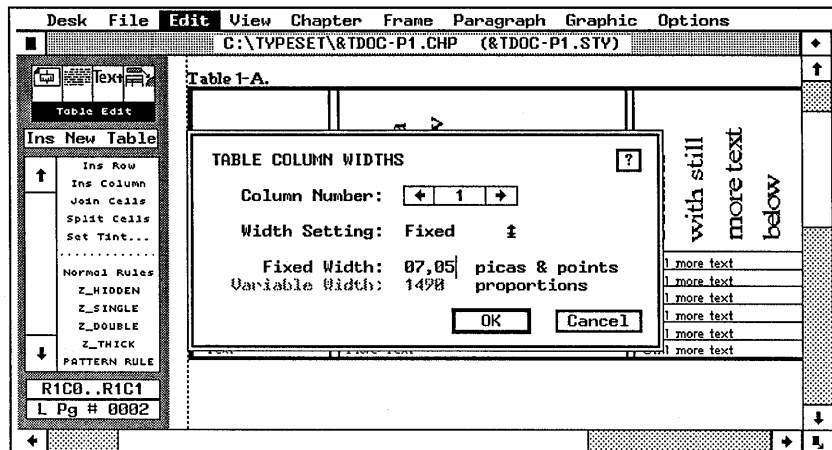 Desk File Edit View Chapter Frame Paragraph Graphic Options
C:\TYPESET\&TDOC-P1.CHP (&TDOC-P1.STY)
Text
Table Edit
Ins New Table
Ins Row
Ins Column
Join Cells
Split Cells
Set Tint...
Normal Rules
Z_HIDDEN
Z_SINGLE
Z_DOUBLE
Z_THICK
PATTERN RULE
R1C0..R1C1
L Pg # 0002
Table 1-A.
TABLE COLUMN WIDTHS ?
Column Number: 1
Width Setting: Fixed
Fixed Width: 07,05 picas & points
Variable Width: 1490 proportions
OK Cancel
with still
more text
below
more text
more text
more text
more text
more text
more text